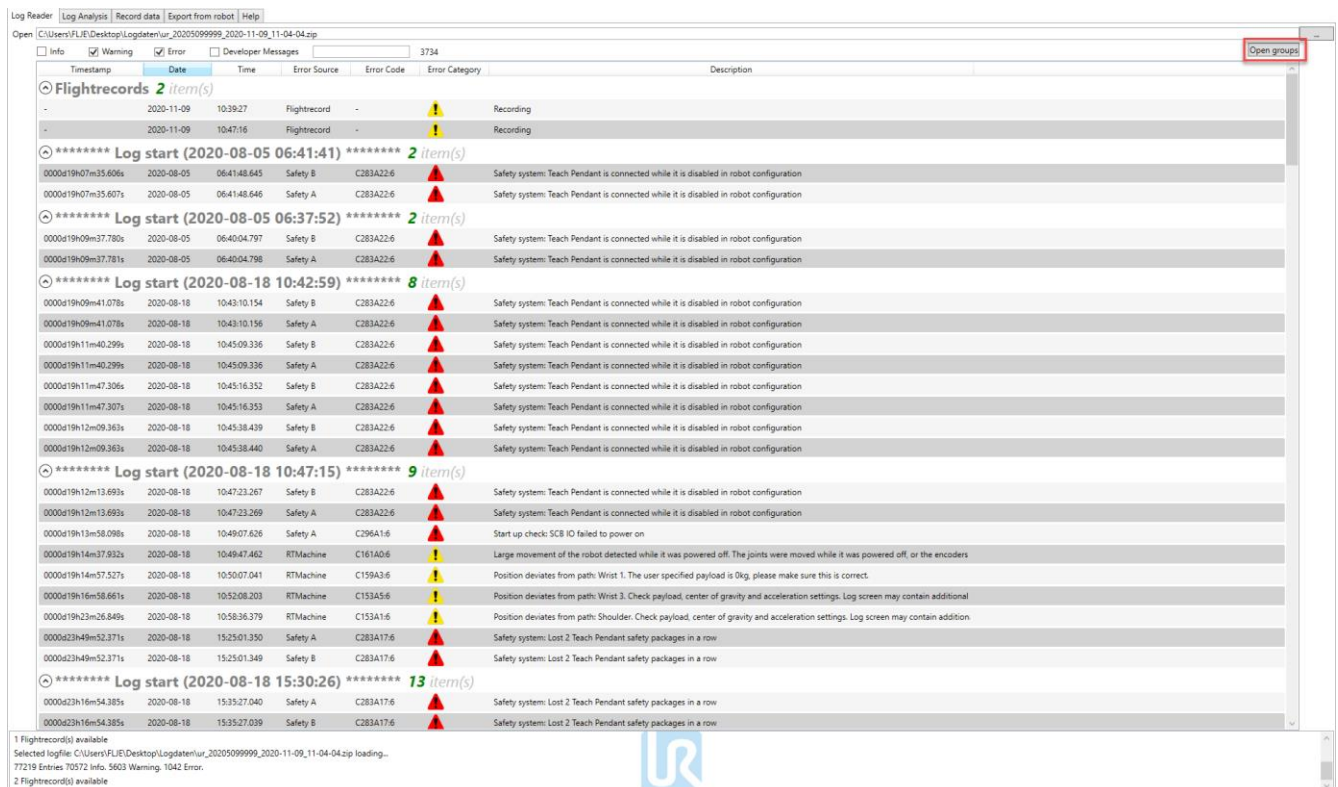 Log Reader Log Analysis Record data Export from robot Help
Open C:\Users\FLJE\Desktop\Logdaten\ur_20205099999_2020-11-09_11-04-04.zip ...
Info Warning Error Developer Messages 3734 Open groups
Timestamp Date Time Error Source Error Code Error Category Description
Flightrecords 2 item(s)
- 2020-11-09 10:39:27 Flightrecord - Recording
- 2020-11-09 10:47:16 Flightrecord - Recording
******** Log start (2020-08-05 06:41:41) ******** 2 item(s)
0000d19h07m35.606s 2020-08-05 06:41:48.645 Safety B C283A22:6 Safety system: Teach Pendant is connected while it is disabled in robot configuration
0000d19h07m35.607s 2020-08-05 06:41:48.646 Safety A C283A22:6 Safety system: Teach Pendant is connected while it is disabled in robot configuration
******** Log start (2020-08-05 06:37:52) ******** 2 item(s)
0000d19h09m37.780s 2020-08-05 06:40:04.797 Safety B C283A22:6 Safety system: Teach Pendant is connected while it is disabled in robot configuration
0000d19h09m37.781s 2020-08-05 06:40:04.798 Safety A C283A22:6 Safety system: Teach Pendant is connected while it is disabled in robot configuration
******** Log start (2020-08-18 10:42:59) ******** 8 item(s)
0000d19h09m41.078s 2020-08-18 10:43:10.154 Safety B C283A22:6 Safety system: Teach Pendant is connected while it is disabled in robot configuration
0000d19h09m41.078s 2020-08-18 10:43:10.156 Safety A C283A22:6 Safety system: Teach Pendant is connected while it is disabled in robot configuration
0000d19h11m40.299s 2020-08-18 10:45:09.336 Safety B C283A22:6 Safety system: Teach Pendant is connected while it is disabled in robot configuration
0000d19h11m40.299s 2020-08-18 10:45:09.336 Safety A C283A22:6 Safety system: Teach Pendant is connected while it is disabled in robot configuration
0000d19h11m47.306s 2020-08-18 10:45:16.352 Safety B C283A22:6 Safety system: Teach Pendant is connected while it is disabled in robot configuration
0000d19h11m47.307s 2020-08-18 10:45:16.353 Safety A C283A22:6 Safety system: Teach Pendant is connected while it is disabled in robot configuration
0000d19h12m09.363s 2020-08-18 10:45:38.439 Safety B C283A22:6 Safety system: Teach Pendant is connected while it is disabled in robot configuration
0000d19h12m09.363s 2020-08-18 10:45:38.440 Safety A C283A22:6 Safety system: Teach Pendant is connected while it is disabled in robot configuration
******** Log start (2020-08-18 10:47:15) ******** 9 item(s)
0000d19h12m13.693s 2020-08-18 10:47:23.267 Safety B C283A22:6 Safety system: Teach Pendant is connected while it is disabled in robot configuration
0000d19h12m13.693s 2020-08-18 10:47:23.269 Safety A C283A22:6 Safety system: Teach Pendant is connected while it is disabled in robot configuration
0000d19h13m58.098s 2020-08-18 10:49:07.626 Safety A C296A1:6 Start up check: SCB IO failed to power on
0000d19h14m37.932s 2020-08-18 10:49:47.462 RTMachine C161A0:6 Large movement of the robot detected while it was powered off. The joints were moved while it was powered off, or the encoders
0000d19h14m57.527s 2020-08-18 10:50:07.041 RTMachine C159A3:6 Position deviates from path: Wrist 1. The user specified payload is 0kg, please make sure this is correct.
0000d19h16m58.661s 2020-08-18 10:52:08.203 RTMachine C153A5:6 Position deviates from path: Wrist 3. Check payload, center of gravity and acceleration settings. Log screen may contain additional
0000d19h23m26.849s 2020-08-18 10:58:36.379 RTMachine C153A1:6 Position deviates from path: Shoulder. Check payload, center of gravity and acceleration settings. Log screen may contain addition
0000d23h49m52.371s 2020-08-18 15:25:01.350 Safety A C283A17:6 Safety system: Lost 2 Teach Pendant safety packages in a row
0000d23h49m52.371s 2020-08-18 15:25:01.349 Safety B C283A17:6 Safety system: Lost 2 Teach Pendant safety packages in a row
******** Log start (2020-08-18 15:30:26) ******** 13 item(s)
0000d23h16m54.385s 2020-08-18 15:35:27.040 Safety A C283A17:6 Safety system: Lost 2 Teach Pendant safety packages in a row
0000d23h16m54.385s 2020-08-18 15:35:27.039 Safety B C283A17:6 Safety system: Lost 2 Teach Pendant safety packages in a row
1 Flightrecord(s) available
Selected logfile: C:\Users\FLJE\Desktop\Logdaten\ur_20205099999_2020-11-09_11-04-04.zip loading...
77219 Entries 70572 Info. 5603 Warning. 1042 Error.
2 Flightrecord(s) available
UR